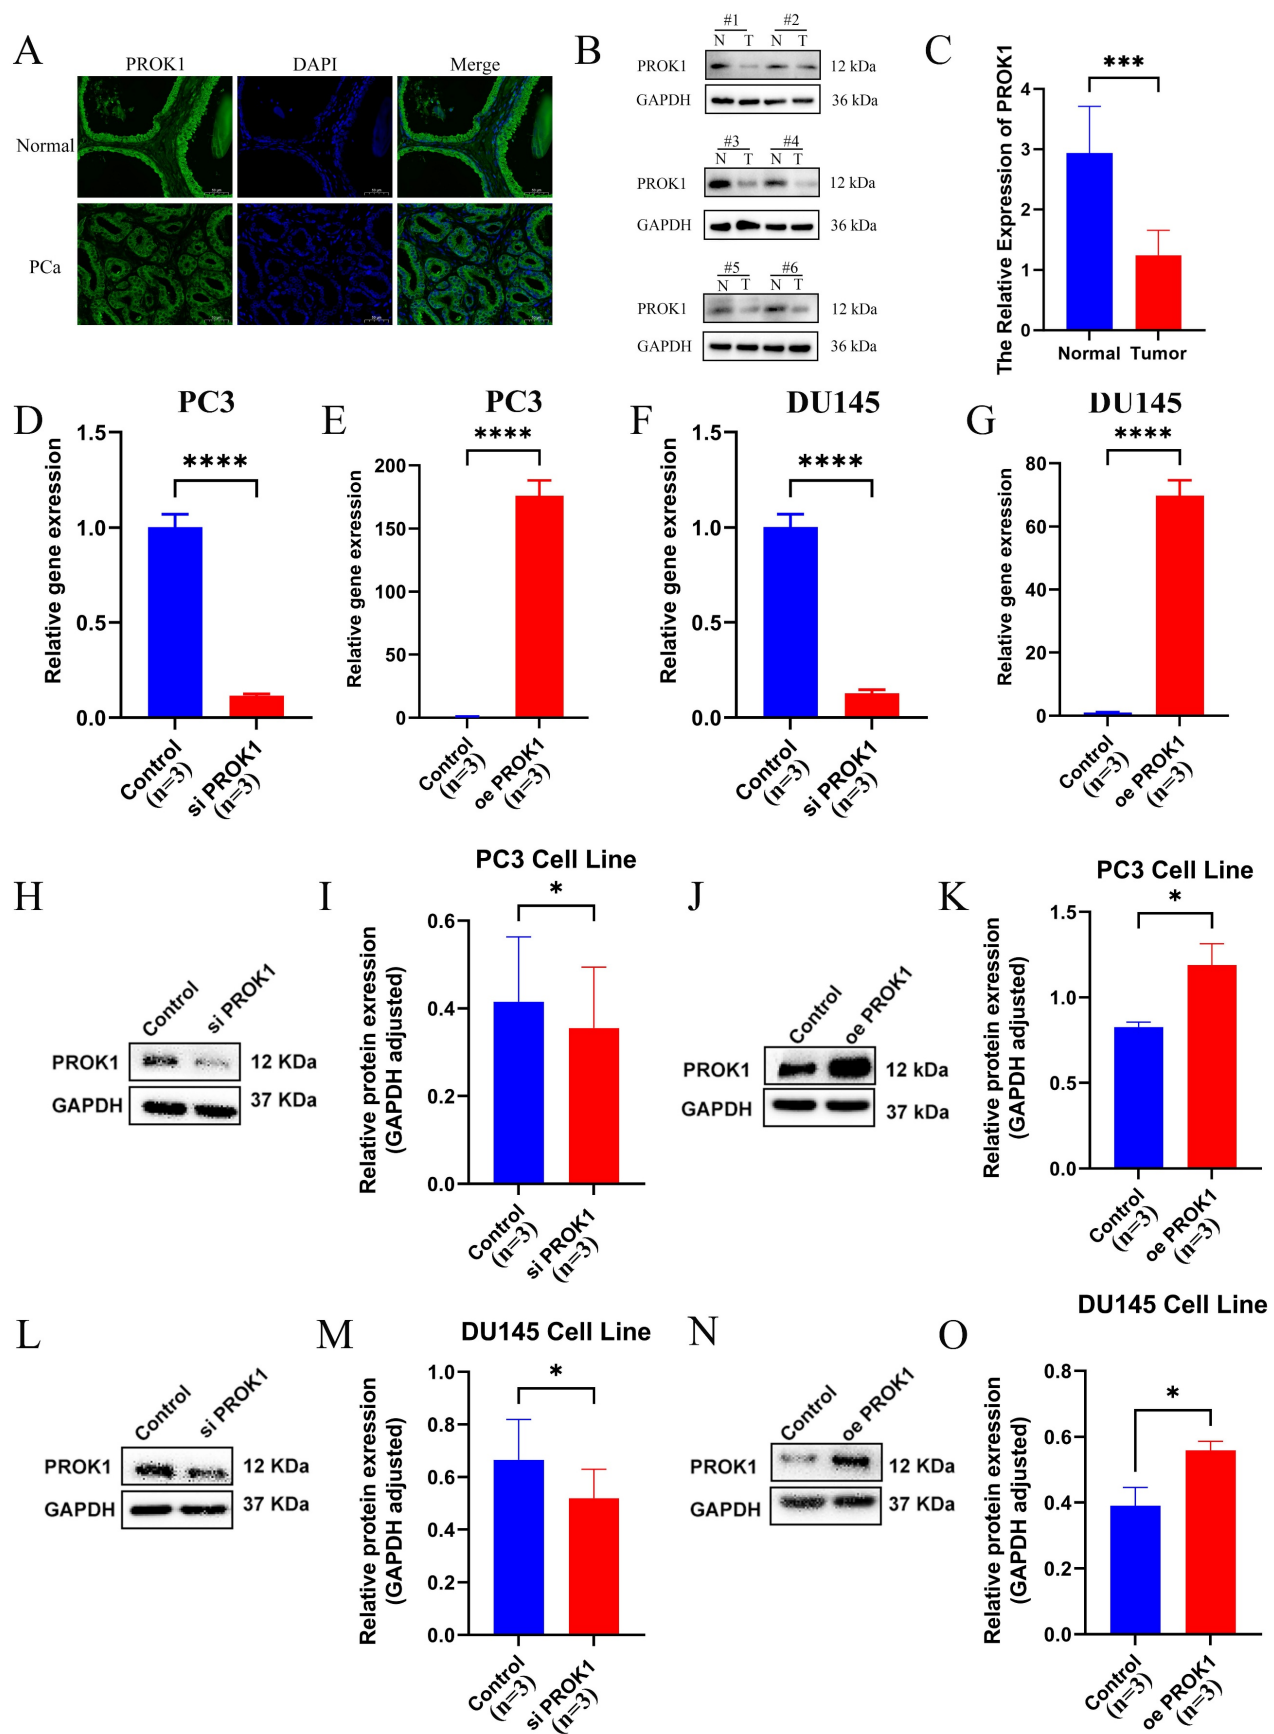 A
PROK1 DAPI Merge
Normal
PCa
B
#1 #2
N T N T
PROK1 12 kDa
GAPDH 36 kDa
#3 #4
N T N T
PROK1 12 kDa
GAPDH 36 kDa
#5 #6
N T N T
PROK1 12 kDa
GAPDH 36 kDa
C
The Relative Expression of PROK1
***
4
3
2
1
0
Normal Tumor
D
PC3
Relative gene exression
****
1.5
1.0
0.5
0.0
Control
(n=3)
si PROK1
(n=3)
E
PC3
Relative gene exression
****
200
150
100
50
0
Control
(n=3)
oe PROK1
(n=3)
F
DU145
Relative gene exression
****
1.5
1.0
0.5
0.0
Control
(n=3)
si PROK1
(n=3)
G
DU145
Relative gene exression
****
80
60
40
20
0
Control
(n=3)
oe PROK1
(n=3)
H
Control
si PROK1
PROK1 12 KDa
GAPDH 37 KDa
I
PC3 Cell Line
Relative protein exression
(GAPDH adjusted)
*
0.6
0.4
0.2
0.0
Control
(n=3)
si PROK1
(n=3)
J
Control
oe PROK1
PROK1 12 kDa
GAPDH 37 kDa
K
PC3 Cell Line
Relative protein exression
(GAPDH adjusted)
*
1.5
1.0
0.5
0.0
Control
(n=3)
oe PROK1
(n=3)
L
Control
si PROK1
PROK1 12 KDa
GAPDH 37 KDa
M
DU145 Cell Line
Relative protein exression
(GAPDH adjusted)
*
1.0
0.8
0.6
0.4
0.2
0.0
Control
(n=3)
si PROK1
(n=3)
N
Control
oe PROK1
PROK1 12 KDa
GAPDH 37 KDa
O
DU145 Cell Line
Relative protein exression
(GAPDH adjusted)
*
0.8
0.6
0.4
0.2
0.0
Control
(n=3)
oe PROK1
(n=3)